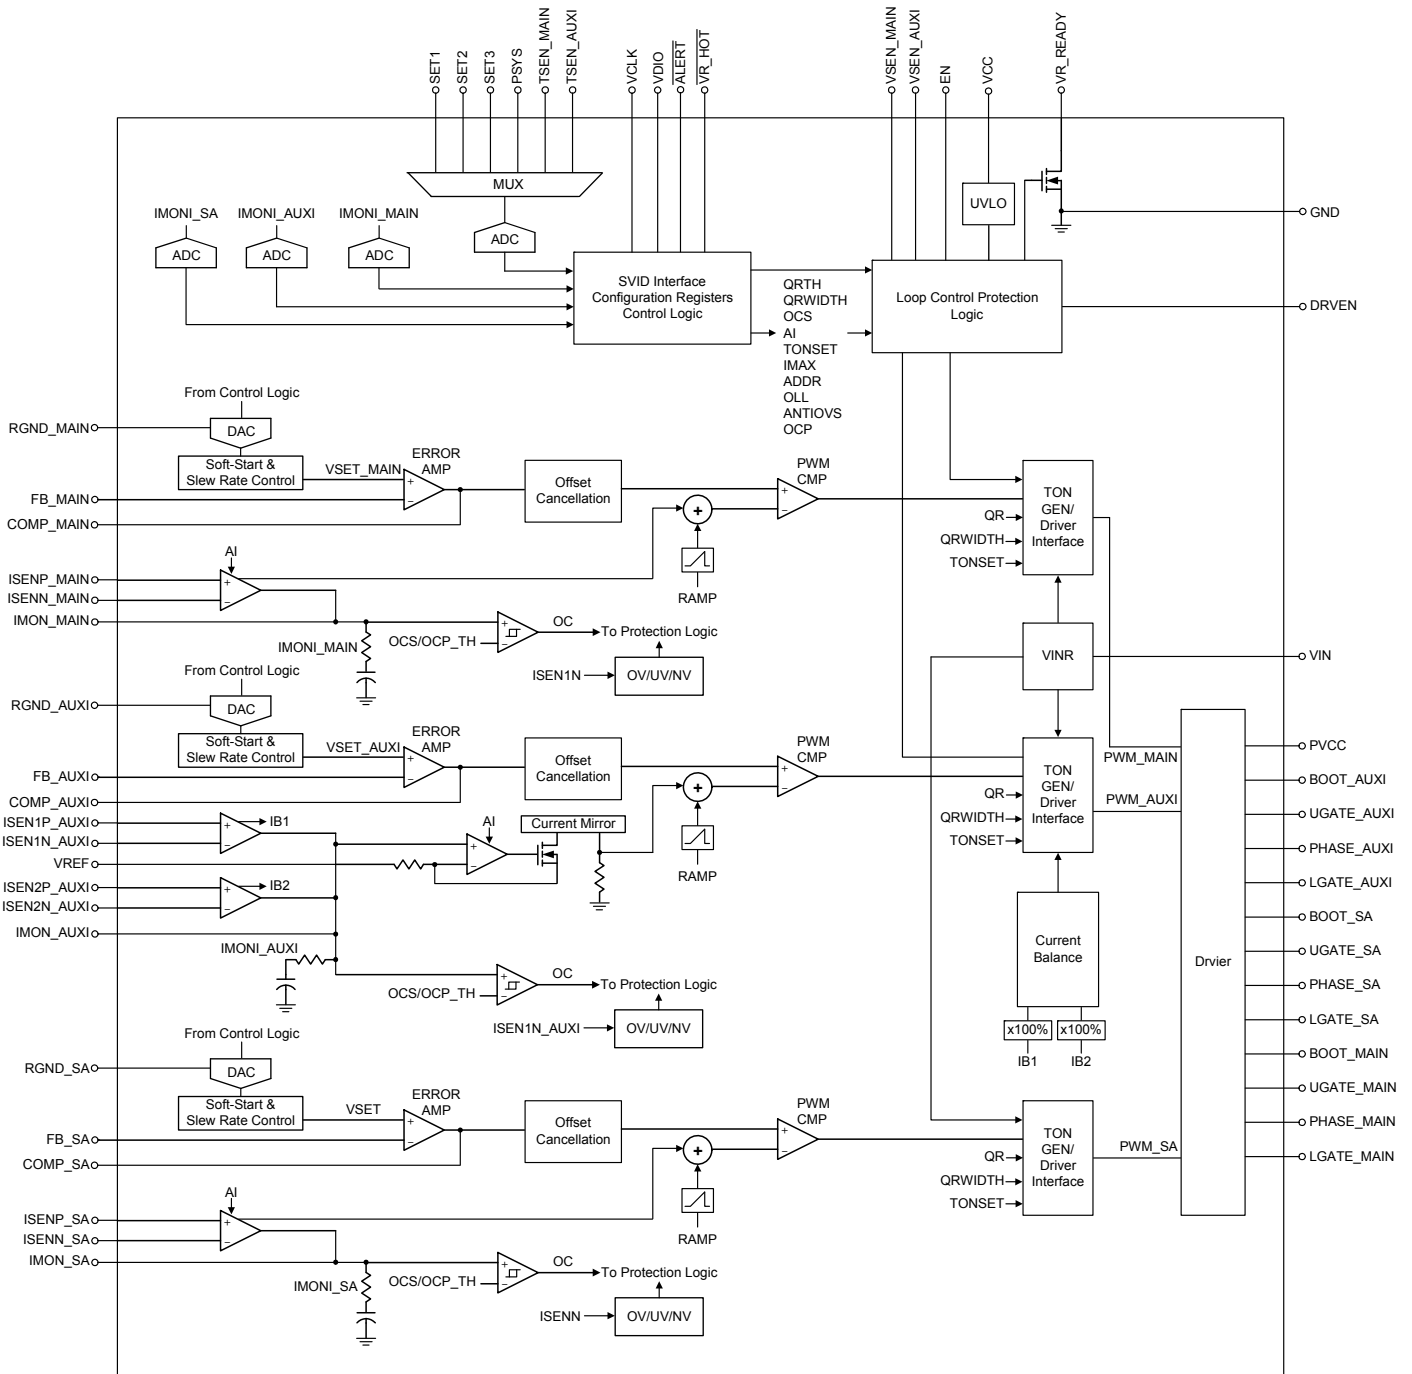 SET1
SET2
SET3
PSYS
TSEN_MAIN
TSEN_AUXI
VCLK
VDIO
ALERT
VR_HOT
VSEN_MAIN
VSEN_AUXI
EN
VCC
VR_READY
MUX
IMONI_SA
IMONI_AUXI
IMONI_MAIN
ADC
ADC
ADC
ADC
UVLO
GND
SVID Interface
Configuration Registers
Control Logic
QRTH
QRWIDTH
OCS
AI
TONSET
IMAX
ADDR
OLL
ANTIOVS
OCP
Loop Control Protection
Logic
DRVEN
From Control Logic
RGND_MAIN
DAC
Soft-Start &
Slew Rate Control
VSET_MAIN
ERROR
AMP
+
−
FB_MAIN
COMP_MAIN
Offset
Cancellation
PWM
CMP
+
−
+
RAMP
TON
GEN/
Driver
Interface
QR
QRWIDTH
TONSET
AI
ISENP_MAIN
ISENN_MAIN
+
−
IMON_MAIN
IMONI_MAIN
OCS/OCP_TH
+
−
OC
To Protection Logic
ISEN1N
OV/UV/NV
VINR
VIN
From Control Logic
RGND_AUXI
DAC
Soft-Start &
Slew Rate Control
VSET_AUXI
ERROR
AMP
+
−
FB_AUXI
COMP_AUXI
Offset
Cancellation
PWM
CMP
+
−
+
RAMP
TON
GEN/
Driver
Interface
QR
QRWIDTH
TONSET
PWM_MAIN
PWM_AUXI
ISEN1P_AUXI
ISEN1N_AUXI
+
−
IB1
VREF
AI
+
−
Current Mirror
ISEN2P_AUXI
ISEN2N_AUXI
+
−
IB2
IMON_AUXI
IMONI_AUXI
OCS/OCP_TH
+
−
OC
To Protection Logic
ISEN1N_AUXI
OV/UV/NV
Current
Balance
x100%
x100%
IB1
IB2
Drvier
PVCC
BOOT_AUXI
UGATE_AUXI
PHASE_AUXI
LGATE_AUXI
BOOT_SA
UGATE_SA
PHASE_SA
LGATE_SA
BOOT_MAIN
UGATE_MAIN
PHASE_MAIN
LGATE_MAIN
From Control Logic
RGND_SA
DAC
Soft-Start &
Slew Rate Control
VSET
ERROR
AMP
+
−
FB_SA
COMP_SA
Offset
Cancellation
PWM
CMP
+
−
+
RAMP
TON
GEN/
Driver
Interface
QR
QRWIDTH
TONSET
PWM_SA
AI
ISENP_SA
ISENN_SA
+
−
IMON_SA
IMONI_SA
OCS/OCP_TH
+
−
OC
To Protection Logic
ISENN
OV/UV/NV